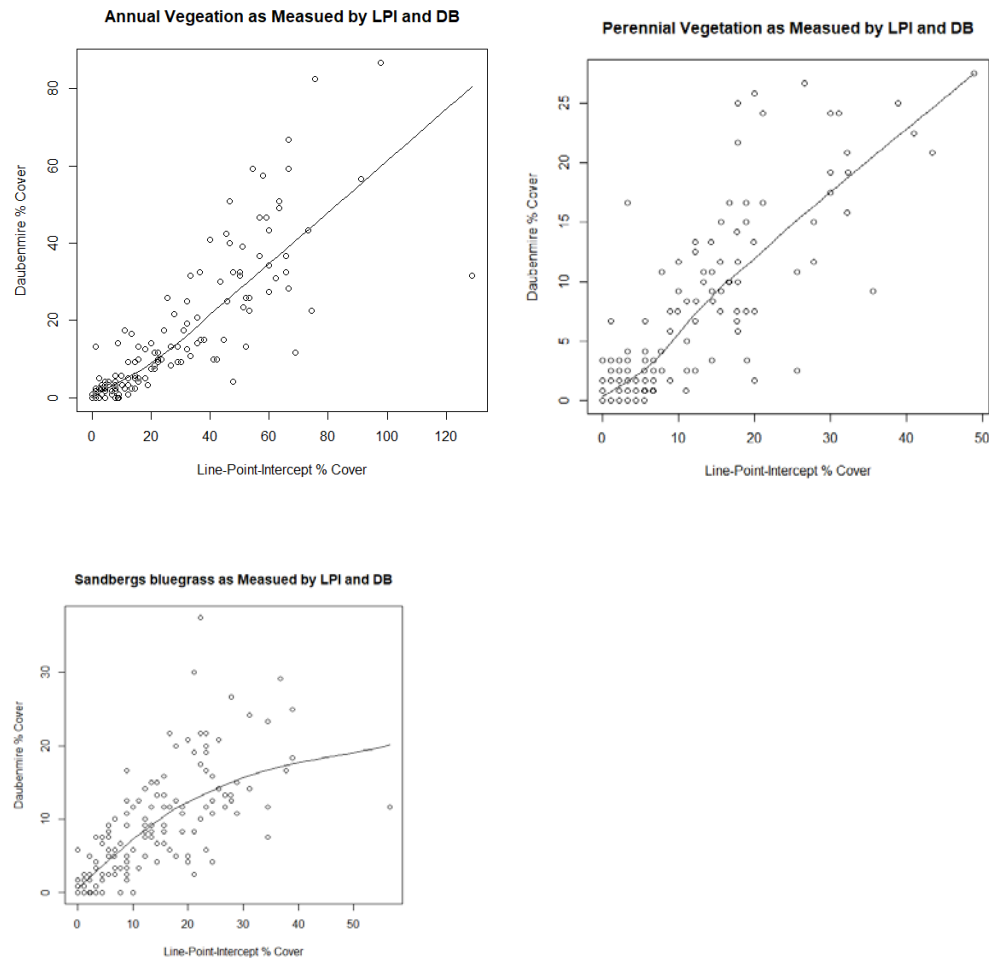 Annual Vegeation as Measued by LPI and DB
80
60
40
20
0
Daubenmire % Cover
0 20 40 60 80 100 120
Line-Point-Intercept % Cover
Perennial Vegetation as Measued by LPI and DB
25
20
15
10
5
0
Daubenmire % Cover
0 10 20 30 40 50
Line-Point-Intercept % Cover
Sandbergs bluegrass as Measued by LPI and DB
30
20
10
0
Daubenmire % Cover
0 10 20 30 40 50
Line-Point-Intercept % Cover